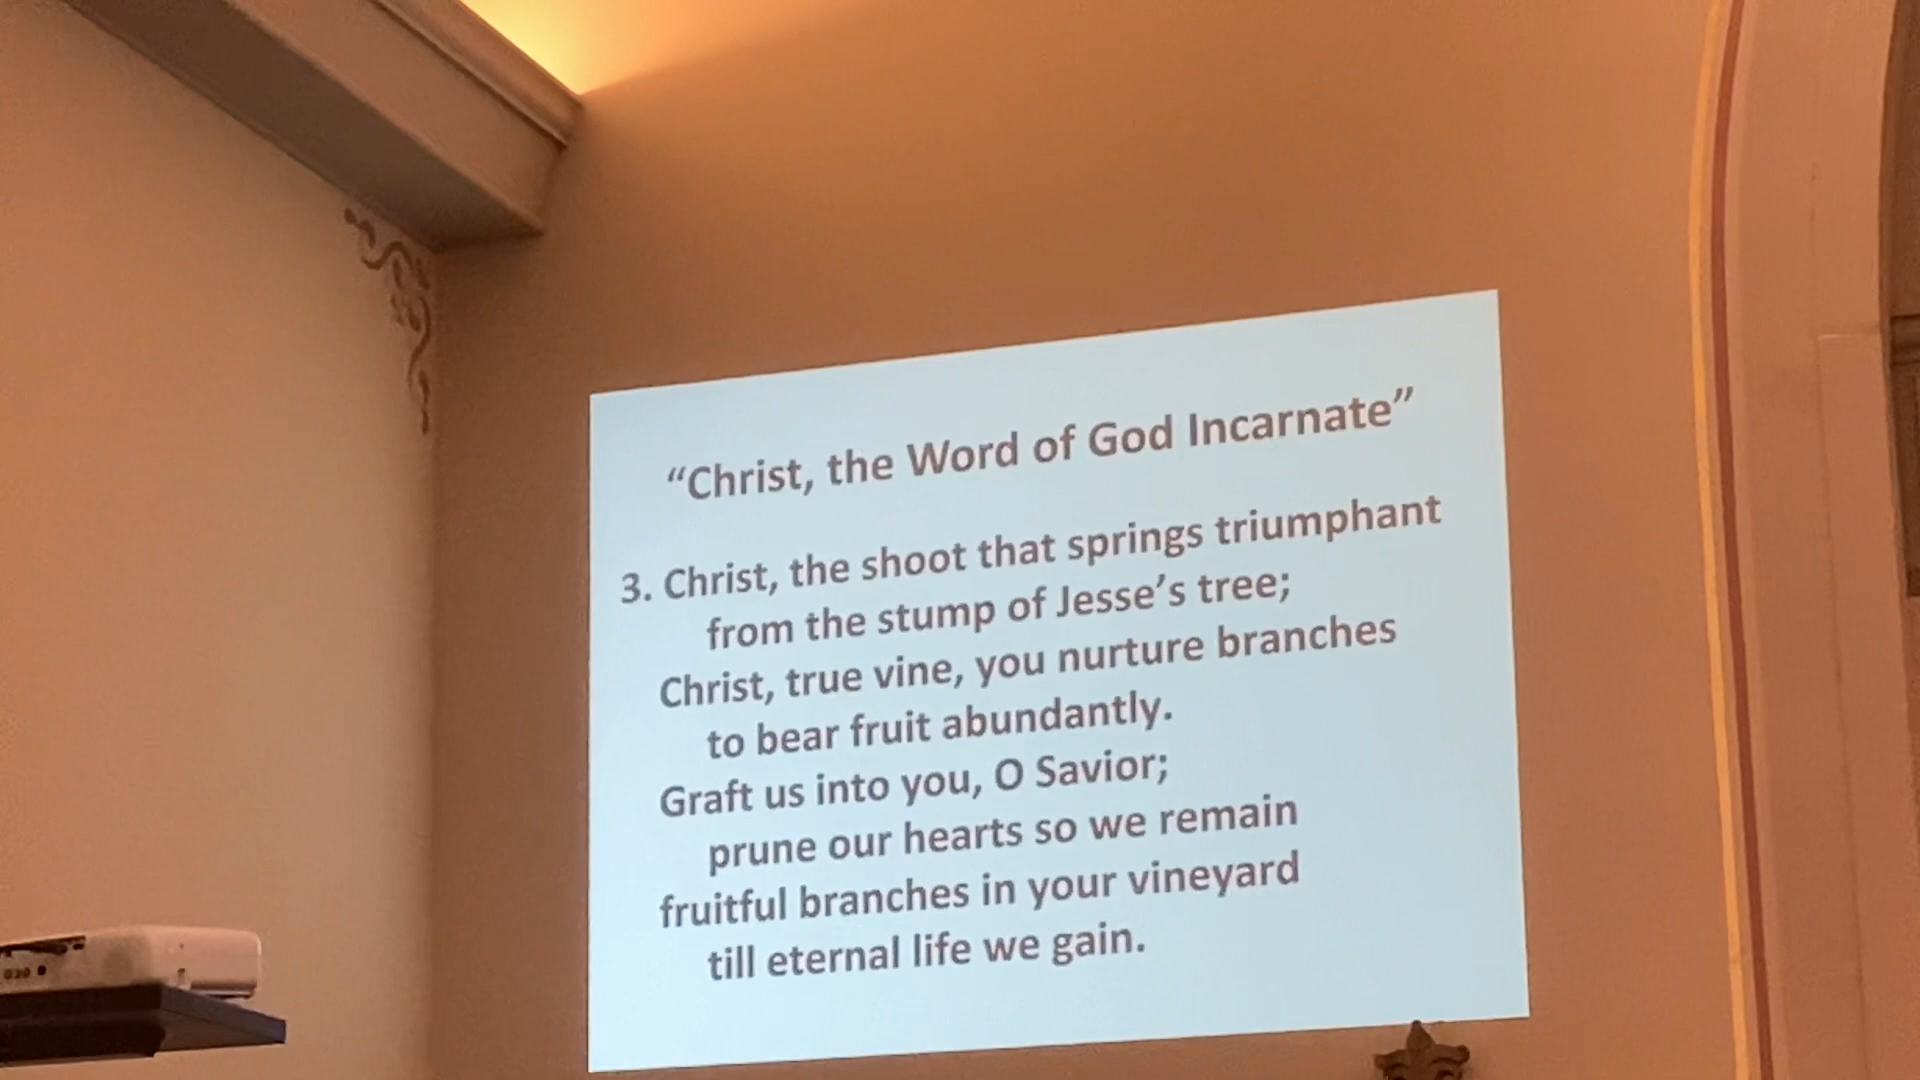 “Christ, the Word of God Incarnate”
3. Christ, the shoot that springs triumphant
from the stump of Jesse’s tree;
Christ, true vine, you nurture branches
to bear fruit abundantly.
Graft us into you, O Savior;
prune our hearts so we remain
fruitful branches in your vineyard
till eternal life we gain.